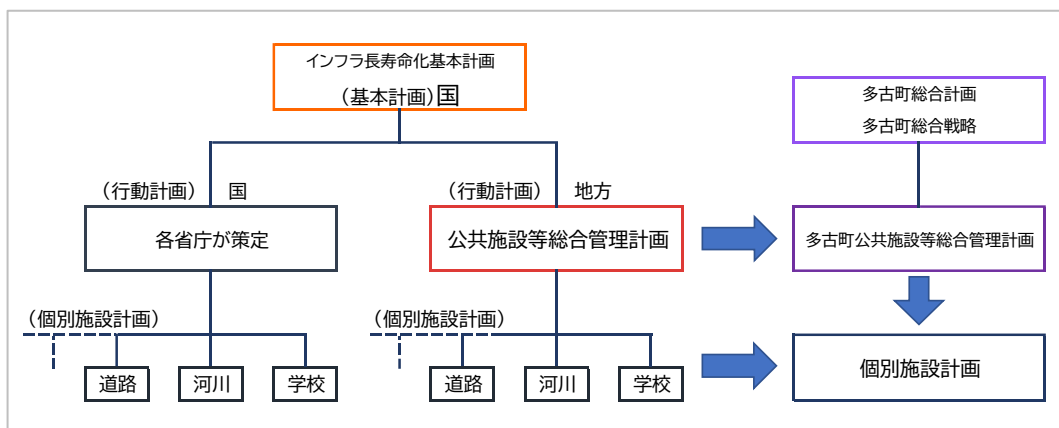 インフラ長寿命化基本計画
（基本計画）国
多古町総合計画
多古町総合戦略
（行動計画） 国
（行動計画） 地方
各省庁が策定
公共施設等総合管理計画
多古町公共施設等総合管理計画
（個別施設計画）
（個別施設計画）
個別施設計画
道路
河川
学校
道路
河川
学校